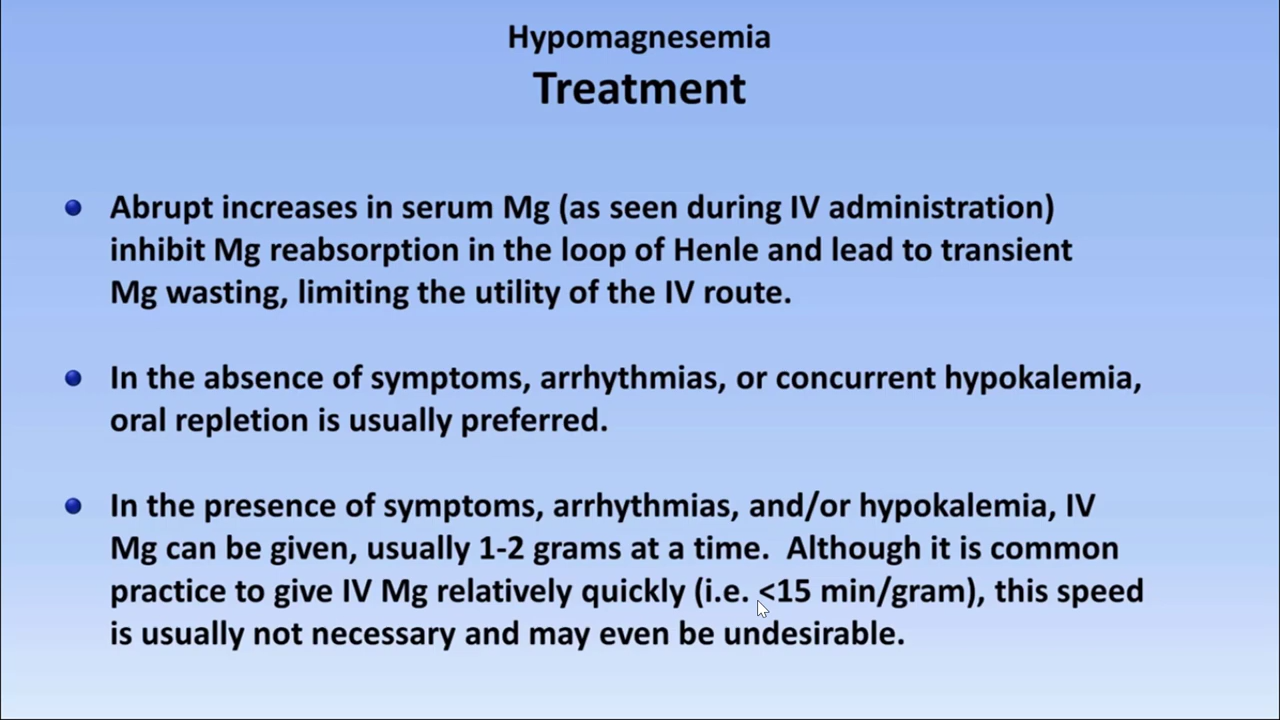 Hypomagnesemia
Treatment
Abrupt increases in serum Mg (as seen during IV administration)
inhibit Mg reabsorption in the loop of Henle and lead to transient
Mg wasting, limiting the utility of the IV route.
In the absence of symptoms, arrhythmias, or concurrent hypokalemia,
oral repletion is usually preferred.
In the presence of symptoms, arrhythmias, and/or hypokalemia, IV
Mg can be given, usually 1-2 grams at a time.  Although it is common
practice to give IV Mg relatively quickly (i.e. <15 min/gram), this speed
is usually not necessary and may even be undesirable.